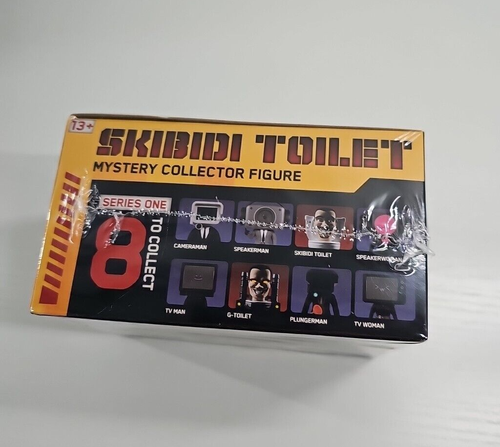 13+
SKIBIDI TOILET
MYSTERY COLLECTOR FIGURE
SERIES ONE
8
TO COLLECT
CAMERAMAN
SPEAKERMAN
SKIBIDI TOILET
SPEAKERWOMAN
TV MAN
G-TOILET
PLUNGERMAN
TV WOMAN